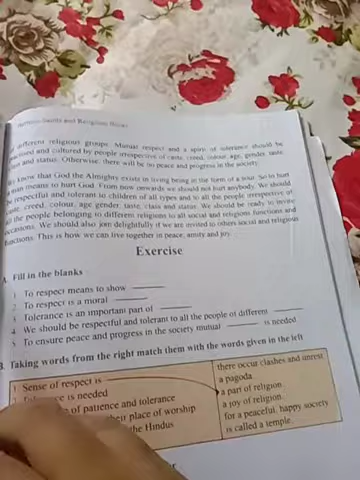 different religious groups. Mutual respect and a spirit of tolerance should be
practised and cultured by people irrespective of caste, creed, colour, age, gender, taste
and status. Otherwise, there will be no peace and progress in the society.
know that God the Almighty exists in living being in the form of a soul. So to hurt
a man means to hurt God. From now onwards we should not hurt anybody. We should
be respectful and tolerant to children of all types and to all the people irrespective of
caste, creed, colour, age gender, taste, class and status. We should be ready to invite
all the people belonging to different religions to all social and religious functions and
occasions. We should also join delightfully if we are invited to others social and religious
functions. This is how we can live together in peace, amity and joy.
Exercise
A. Fill in the blanks
1. To respect means to show
2. To respect is a moral
3. Tolerance is an important part of
4. We should be respectful and tolerant to all the people of different
5. To ensure peace and progress in the society mutual is needed
B. Taking words from the right match them with the words given in the left
1. Sense of respect is
is needed
of patience and tolerance
place of worship
the Hindus
there occur clashes and unrest
a pagoda
a part of religion
a joy of religion
for a peaceful, happy society
is called a temple.